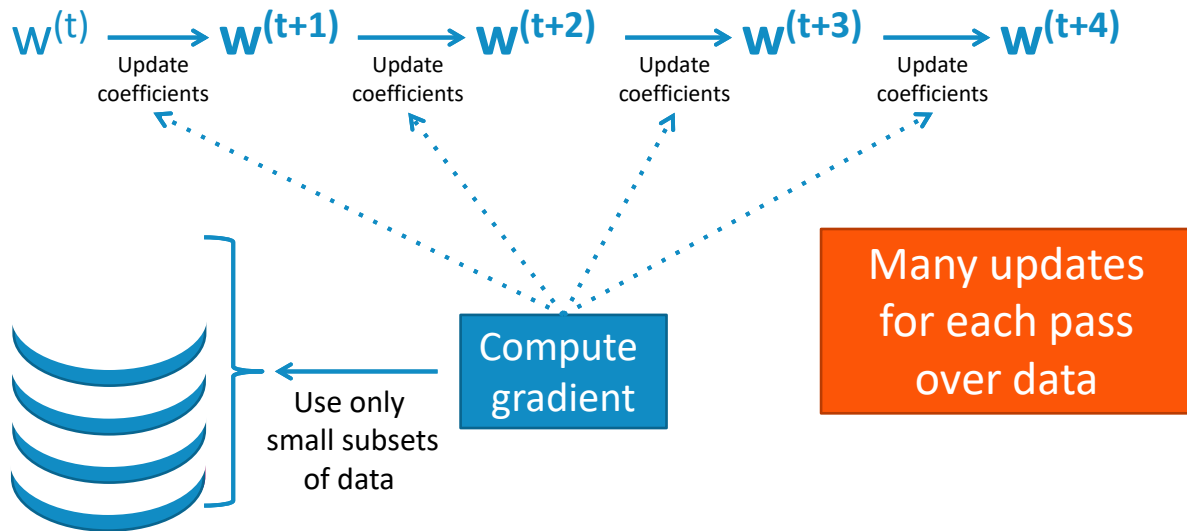 w(t) w(t+1) w(t+2) w(t+3) w(t+4)
Update
coefficients
Update
coefficients
Update
coefficients
Update
coefficients
Compute
gradient
Use only
small subsets
of data
Many updates
for each pass
over data